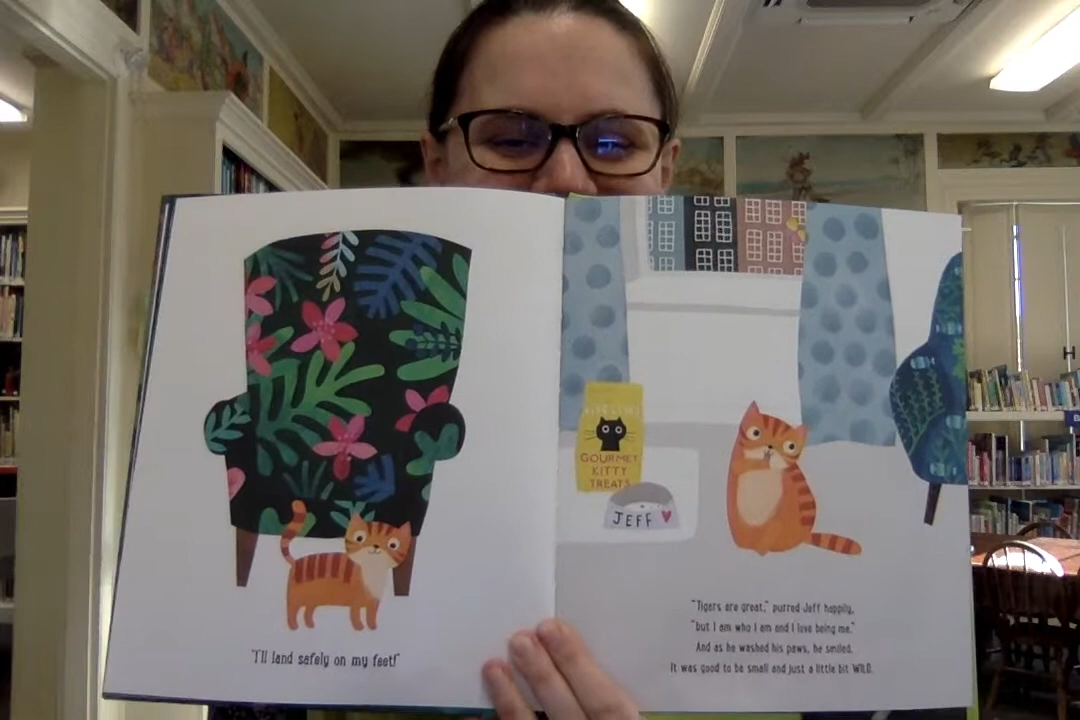 "I'll land safely on my feet!"
GOURMET
KITTY
TREATS
JEFF
"Tigers are great," purred Jeff happily,
"but I am who I am and I love being me."
And as he washed his paws, he smiled.
It was good to be small and just a little bit WILD.